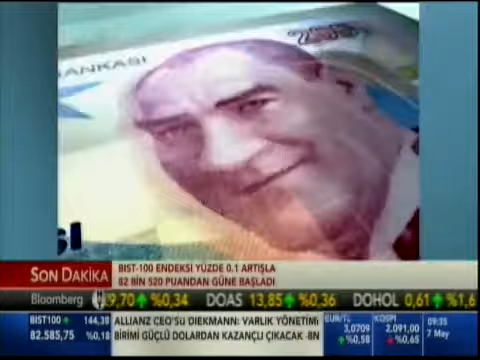 BANKASI
SON DAKİKA
BIST-100 ENDEKSİ YÜZDE 0.1 ARTIŞLA
82 BİN 520 PUANDAN GÜNE BAŞLADI
Bloomberg
9,70 %0,34 DOAS 13,85 %0,36 DOHOL 0,61 %1,6
BIST100 144,38
82.585,75 %0,18
ALLIANZ CEO'SU DIEKMANN: VARLIK YÖNETİMİ
BİRİMİ GÜÇLÜ DOLARDAN KAZANÇLI ÇIKACAK -BN
EUR/TL
3,0709
%0,58
KOSPI
2.091,00
%0,65
09:35
7 May